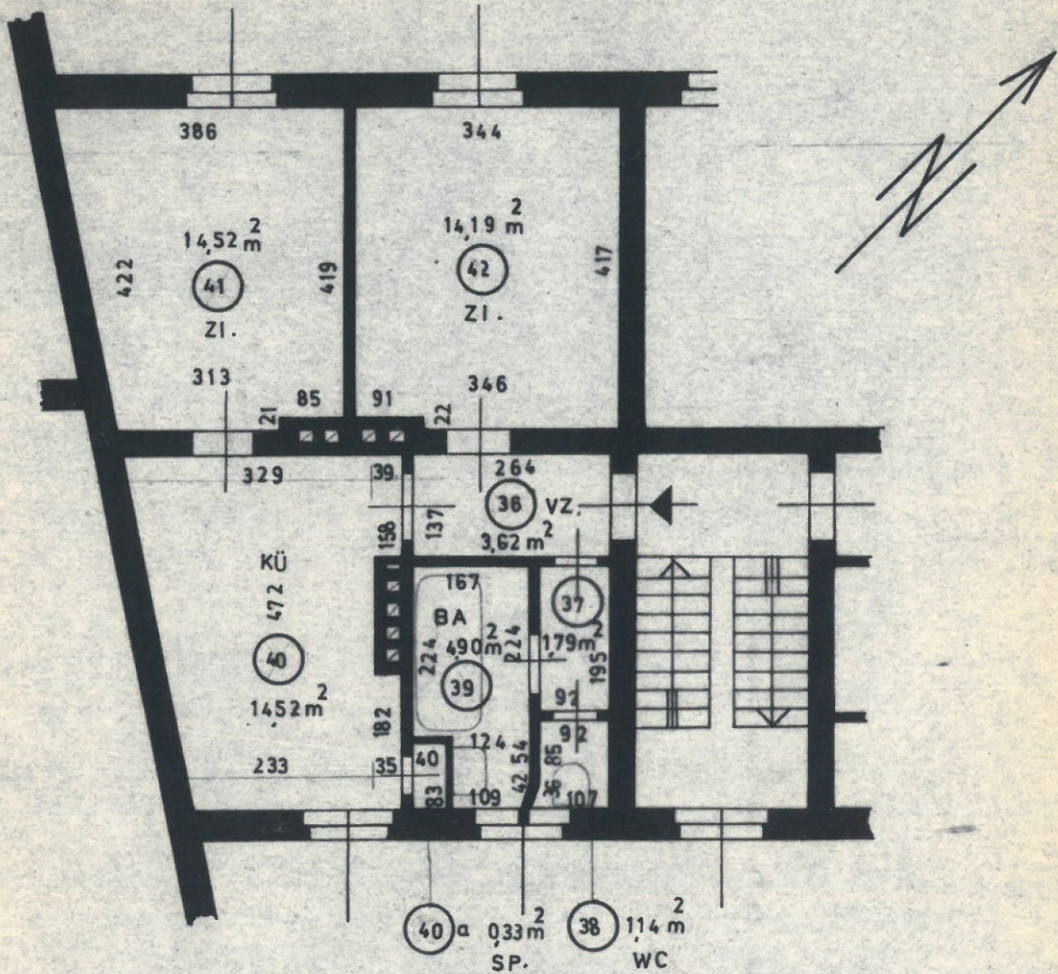 386
344
14,52 m²
41
ZI.
422
419
14,19 m²
42
ZI.
417
313
85
91
346
21
22
329
39
264
36
VZ.
3,62 m²
137
158
KÜ
472
40
14,52 m²
182
233
35
167
BA
4,90 m²
39
224
224
37
1,79 m²
195
92
92
124
54
42
40
83
109
85
36
107
40 a
0,33 m²
SP.
38
1,14 m²
WC